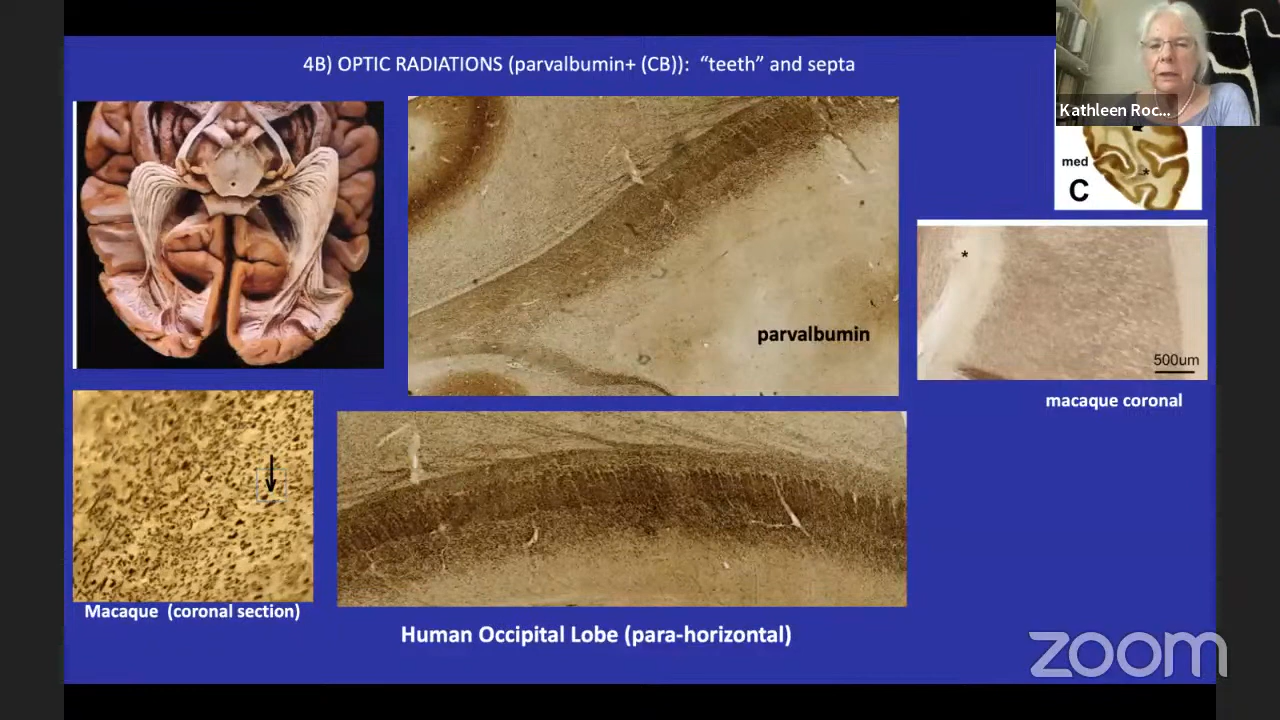 4B) OPTIC RADIATIONS (parvalbumin+ (CB)): “teeth” and septa
Kathleen Roc...
med
C
*
parvalbumin
*
500um
macaque coronal
Macaque (coronal section)
Human Occipital Lobe (para-horizontal)
zoom